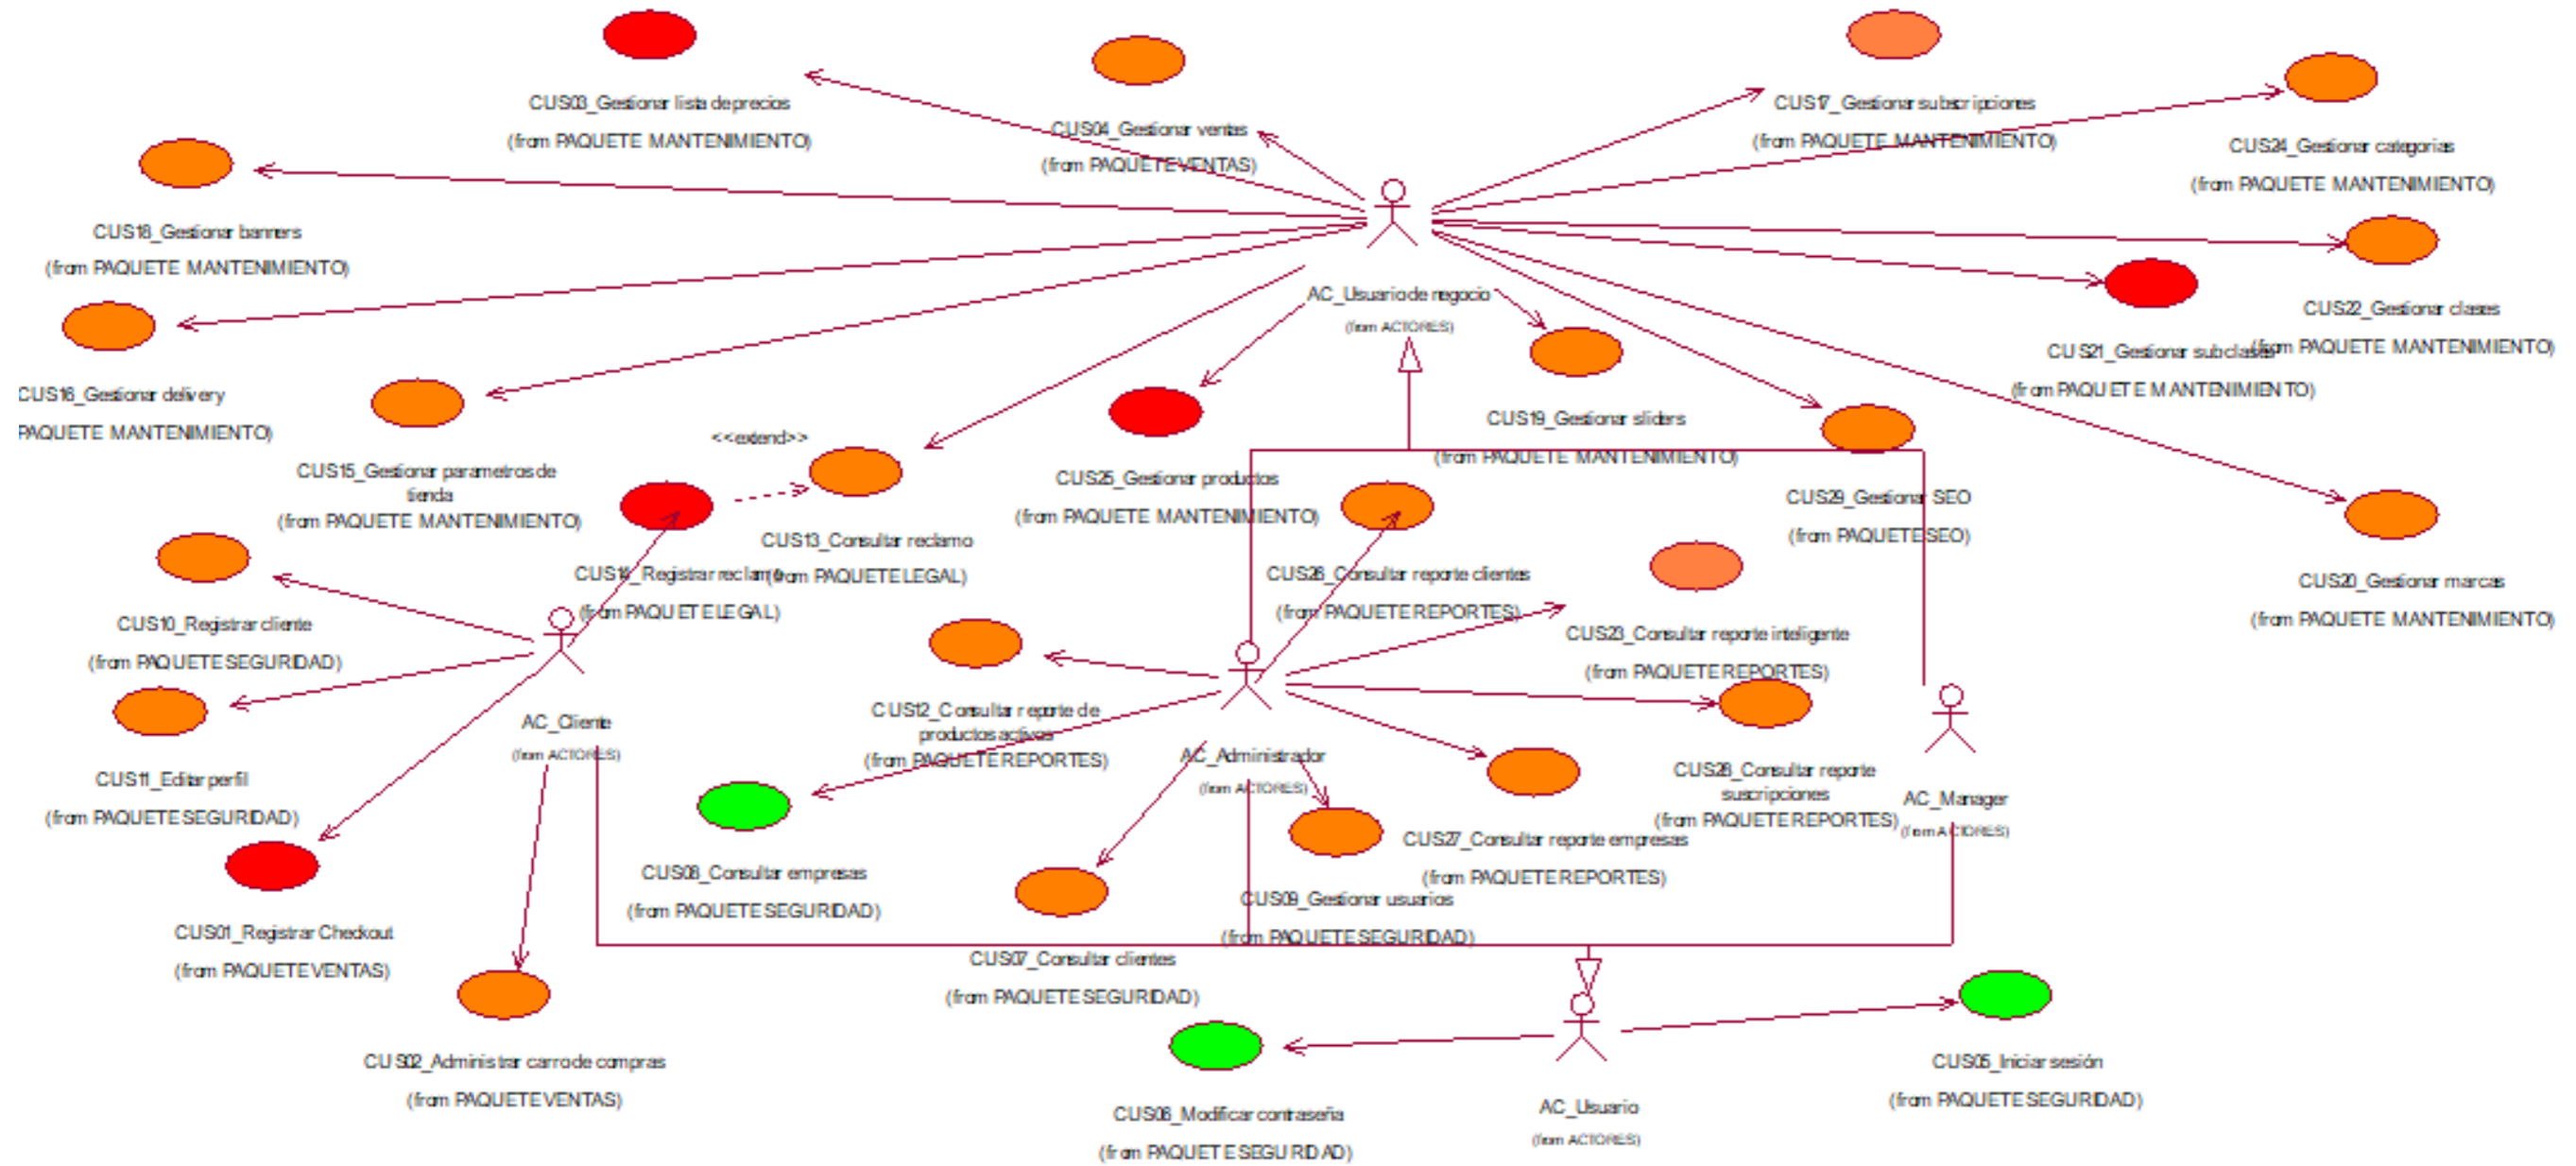 CUS03_Gestionar lista de precios
(from PAQUETE MANTENIMIENTO)
CUS04_Gestionar ventas
(from PAQUETE VENTAS)
CUS17_Gestionar subscripciones
(from PAQUETE MANTENIMIENTO)
CUS24_Gestionar categorias
(from PAQUETE MANTENIMIENTO)
CUS18_Gestionar banners
(from PAQUETE MANTENIMIENTO)
AC_Usuario de negocio
(from ACTORES)
CUS22_Gestionar clases
(from PAQUETE MANTENIMIENTO)
CUS21_Gestionar subclases
(from PAQUETE MANTENIMIENTO)
CUS16_Gestionar delivery
PAQUETE MANTENIMIENTO)
CUS19_Gestionar sliders
(from PAQUETE MANTENIMIENTO)
<<extend>>
CUS15_Gestionar parametros de
tienda
(from PAQUETE MANTENIMIENTO)
CUS25_Gestionar productos
(from PAQUETE MANTENIMIENTO)
CUS29_Gestionar SEO
(from PAQUETE SEO)
CUS13_Consultar reclamo
(from PAQUETE LEGAL)
CUS14_Registrar reclamo
(from PAQUETE LEGAL)
CUS26_Consultar reporte clientes
(from PAQUETE REPORTES)
CUS20_Gestionar marcas
(from PAQUETE MANTENIMIENTO)
CUS10_Registrar cliente
(from PAQUETE SEGURIDAD)
CUS23_Consultar reporte inteligente
(from PAQUETE REPORTES)
AC_Cliente
(from ACTORES)
CUS12_Consultar reporte de
productos activos
(from PAQUETE REPORTES)
AC_Administrador
(from ACTORES)
CUS28_Consultar reporte
suscripciones
(from PAQUETE REPORTES)
AC_Manager
(from ACTORES)
CUS11_Editar perfil
(from PAQUETE SEGURIDAD)
CUS27_Consultar reporte empresas
(from PAQUETE REPORTES)
CUS08_Consultar empresas
(from PAQUETE SEGURIDAD)
CUS09_Gestionar usuarios
(from PAQUETE SEGURIDAD)
CUS01_Registrar Checkout
(from PAQUETE VENTAS)
CUS07_Consultar clientes
(from PAQUETE SEGURIDAD)
CUS02_Administrar carro de compras
(from PAQUETE VENTAS)
CUS05_Iniciar sesión
(from PAQUETE SEGURIDAD)
CUS06_Modificar contraseña
(from PAQUETE SEGURIDAD)
AC_Usuario
(from ACTORES)